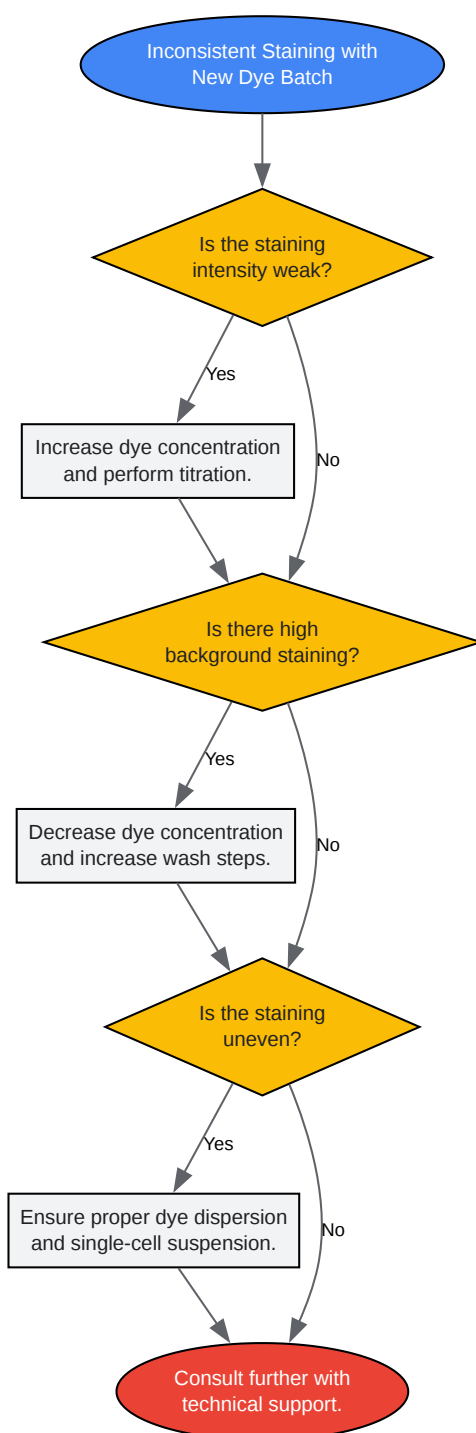 Inconsistent Staining with
New Dye Batch
Is the staining
intensity weak?
Yes
Increase dye concentration
and perform titration.
No
Is there high
background staining?
Yes
Decrease dye concentration
and increase wash steps.
No
Is the staining
uneven?
Yes
Ensure proper dye dispersion
and single-cell suspension.
No
Consult further with
technical support.